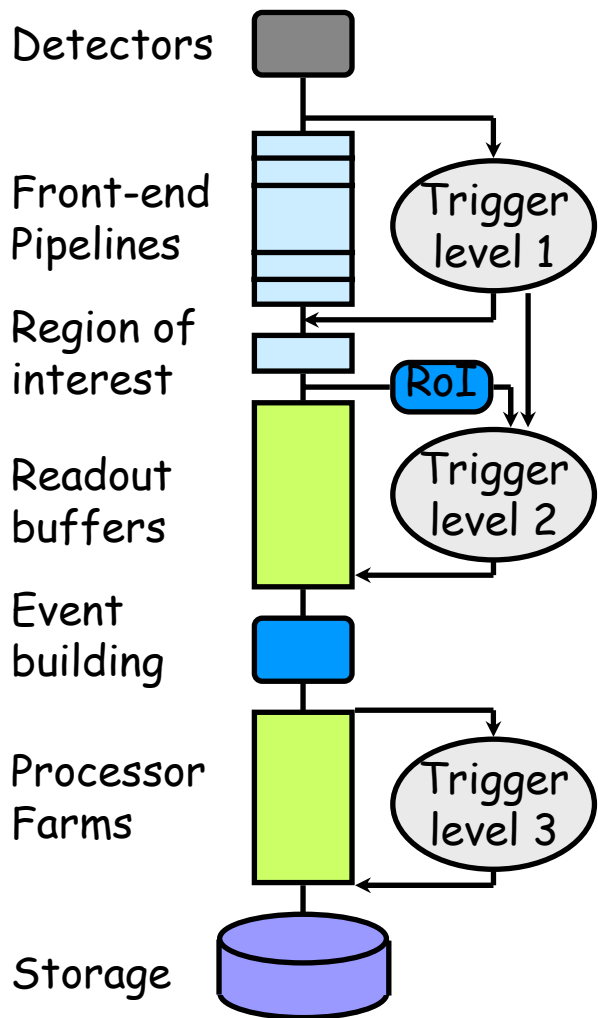 Detectors
Front-end
Pipelines
Trigger
level 1
Region of
interest
RoI
Readout
buffers
Trigger
level 2
Event
building
Processor
Farms
Trigger
level 3
Storage